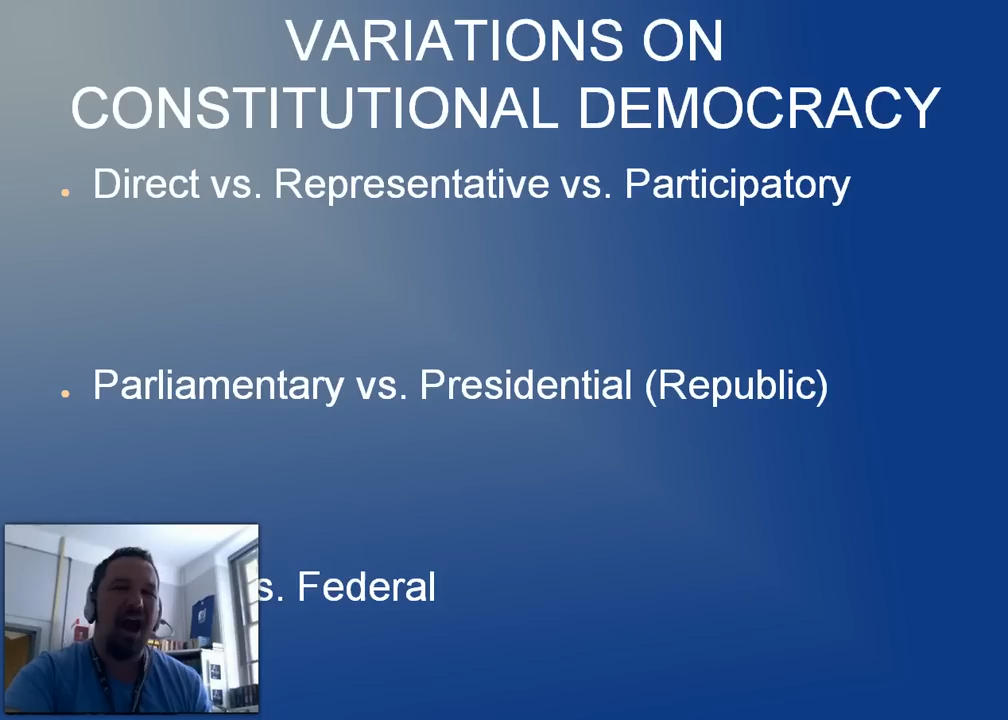 VARIATIONS ON
CONSTITUTIONAL DEMOCRACY
Direct vs. Representative vs. Participatory
Parliamentary vs. Presidential (Republic)
s. Federal